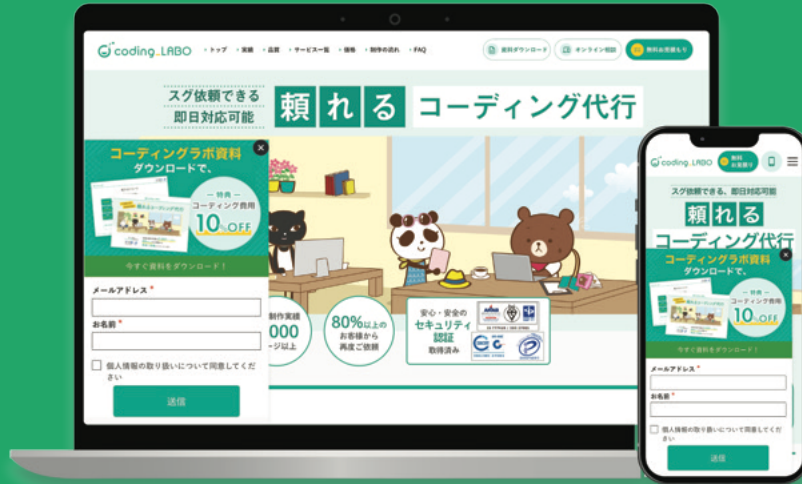 coding_LABO
・トップ ・実績 ・品質 ・サービス一覧 ・価格 ・制作の流れ ・FAQ
資料ダウンロード オンライン相談 無料お見積もり
スグ依頼できる
即日対応可能
頼れる コーディング代行
コーディングラボ資料
ダウンロードで、
− 特典 −
コーディング費用
10%OFF
今すぐ資料をダウンロード！
メールアドレス*
お名前*
個人情報の取り扱いについて同意してくだ
さい
送信
制作実績
000
ージ以上
80%以上の
お客様から
再度ご依頼
安心・安全の
セキュリティ
認証
取得済み
coding_LABO
無料
お見積り
スグ依頼できる、即日対応可能
頼れる
コーディング代行
コーディングラボ資料
ダウンロードで、
− 特典 −
コーディング費用
10%OFF
今すぐ資料をダウンロード！
メールアドレス*
お名前*
個人情報の取り扱いについて同意してくだ
さい
送信